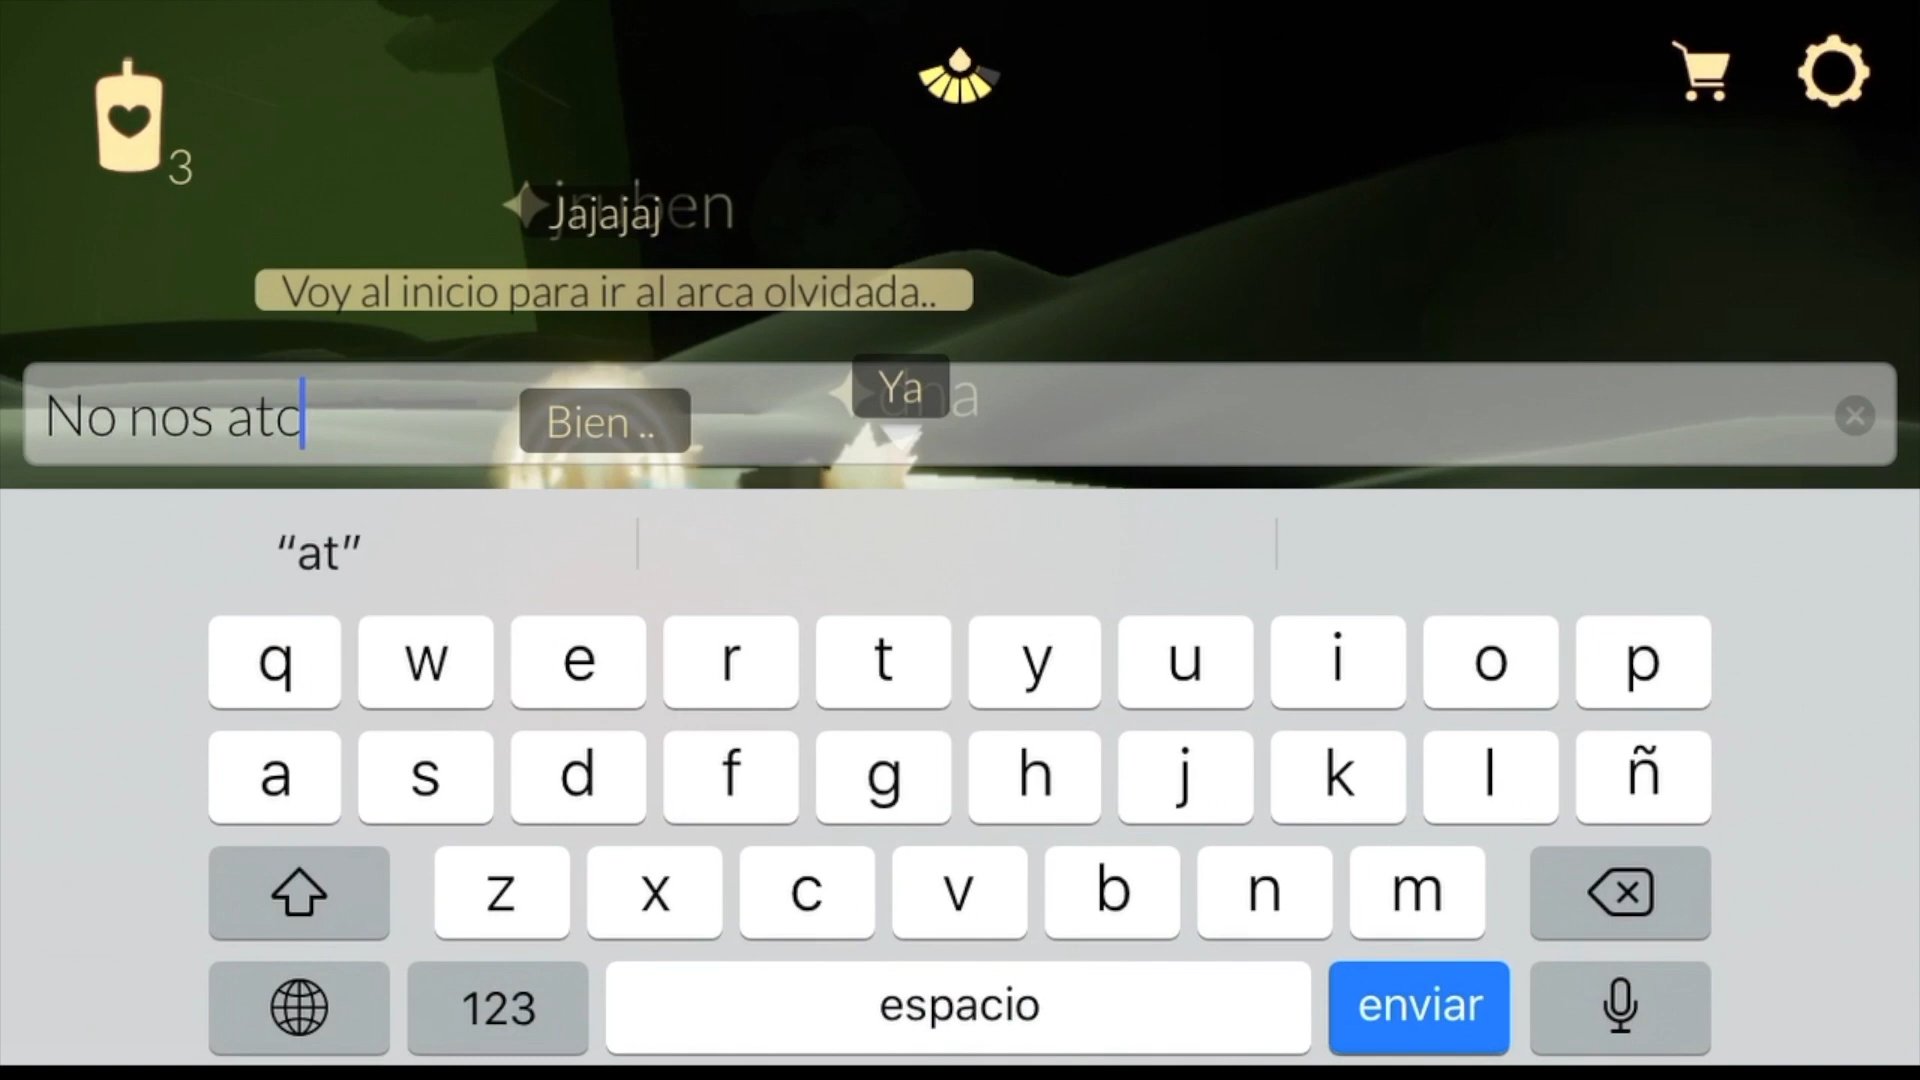 3
Jajajaj
Voy al inicio para ir al arca olvidada..
Ya
No nos atc
Bien ..
“at”
q w e r t y u i o p
a s d f g h j k l ñ
z x c v b n m
123 espacio enviar